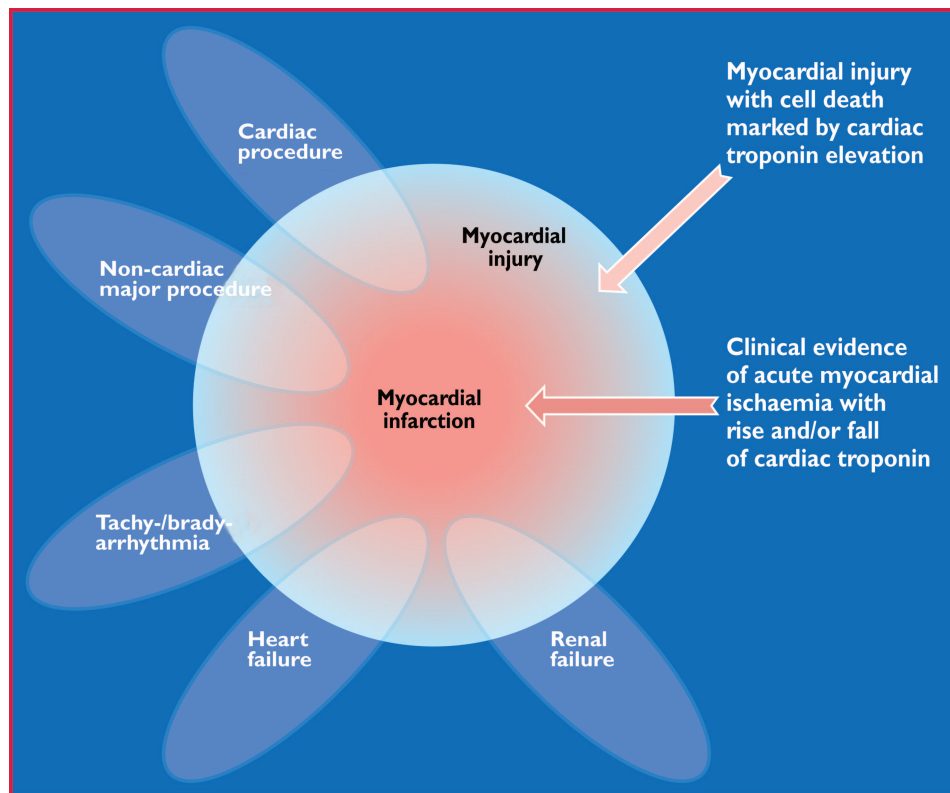 Cardiac
procedure
Non-cardiac
major procedure
Tachy-/brady-
arrhythmia
Heart
failure
Renal
failure
Myocardial
injury
Myocardial
infarction
Myocardial injury
with cell death
marked by cardiac
troponin elevation
Clinical evidence
of acute myocardial
ischaemia with
rise and/or fall
of cardiac troponin